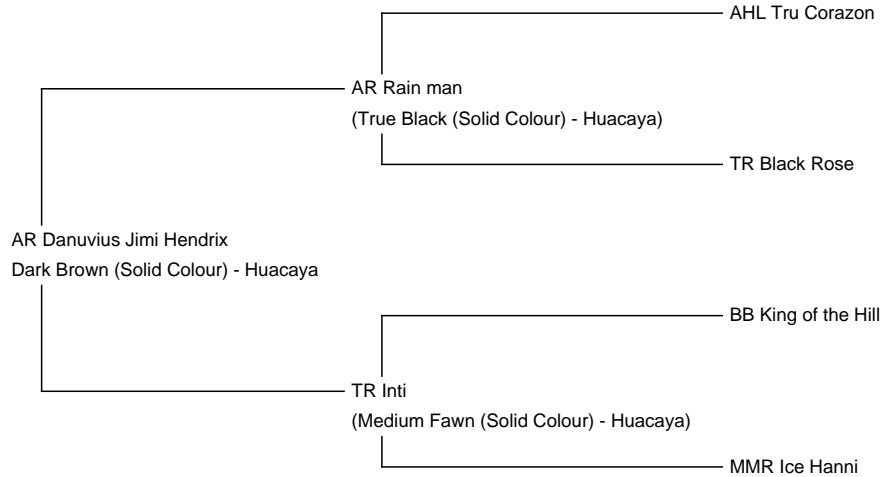 AHL Tru Corazon
AR Rain man
(True Black (Solid Colour) - Huacaya)
TR Black Rose
AR Danuvius Jimi Hendrix
Dark Brown (Solid Colour) - Huacaya
BB King of the Hill
TR Inti
(Medium Fawn (Solid Colour) - Huacaya)
MMR Ice Hanni